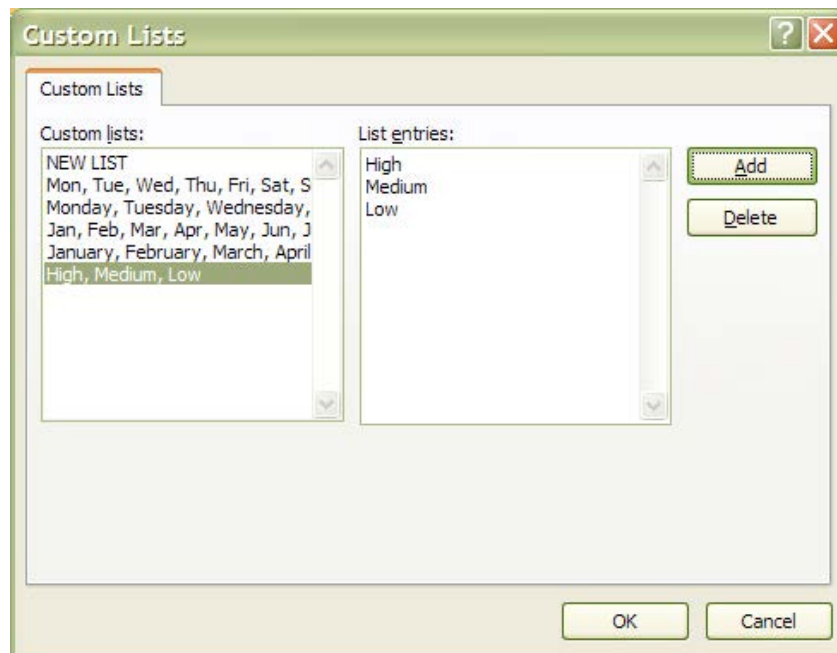 Custom Lists
Custom Lists
Custom lists:
NEW LIST
Mon, Tue, Wed, Thu, Fri, Sat, S
Monday, Tuesday, Wednesday,
Jan, Feb, Mar, Apr, May, Jun, J
January, February, March, April
High, Medium, Low
List entries:
High
Medium
Low
Add
Delete
OK
Cancel